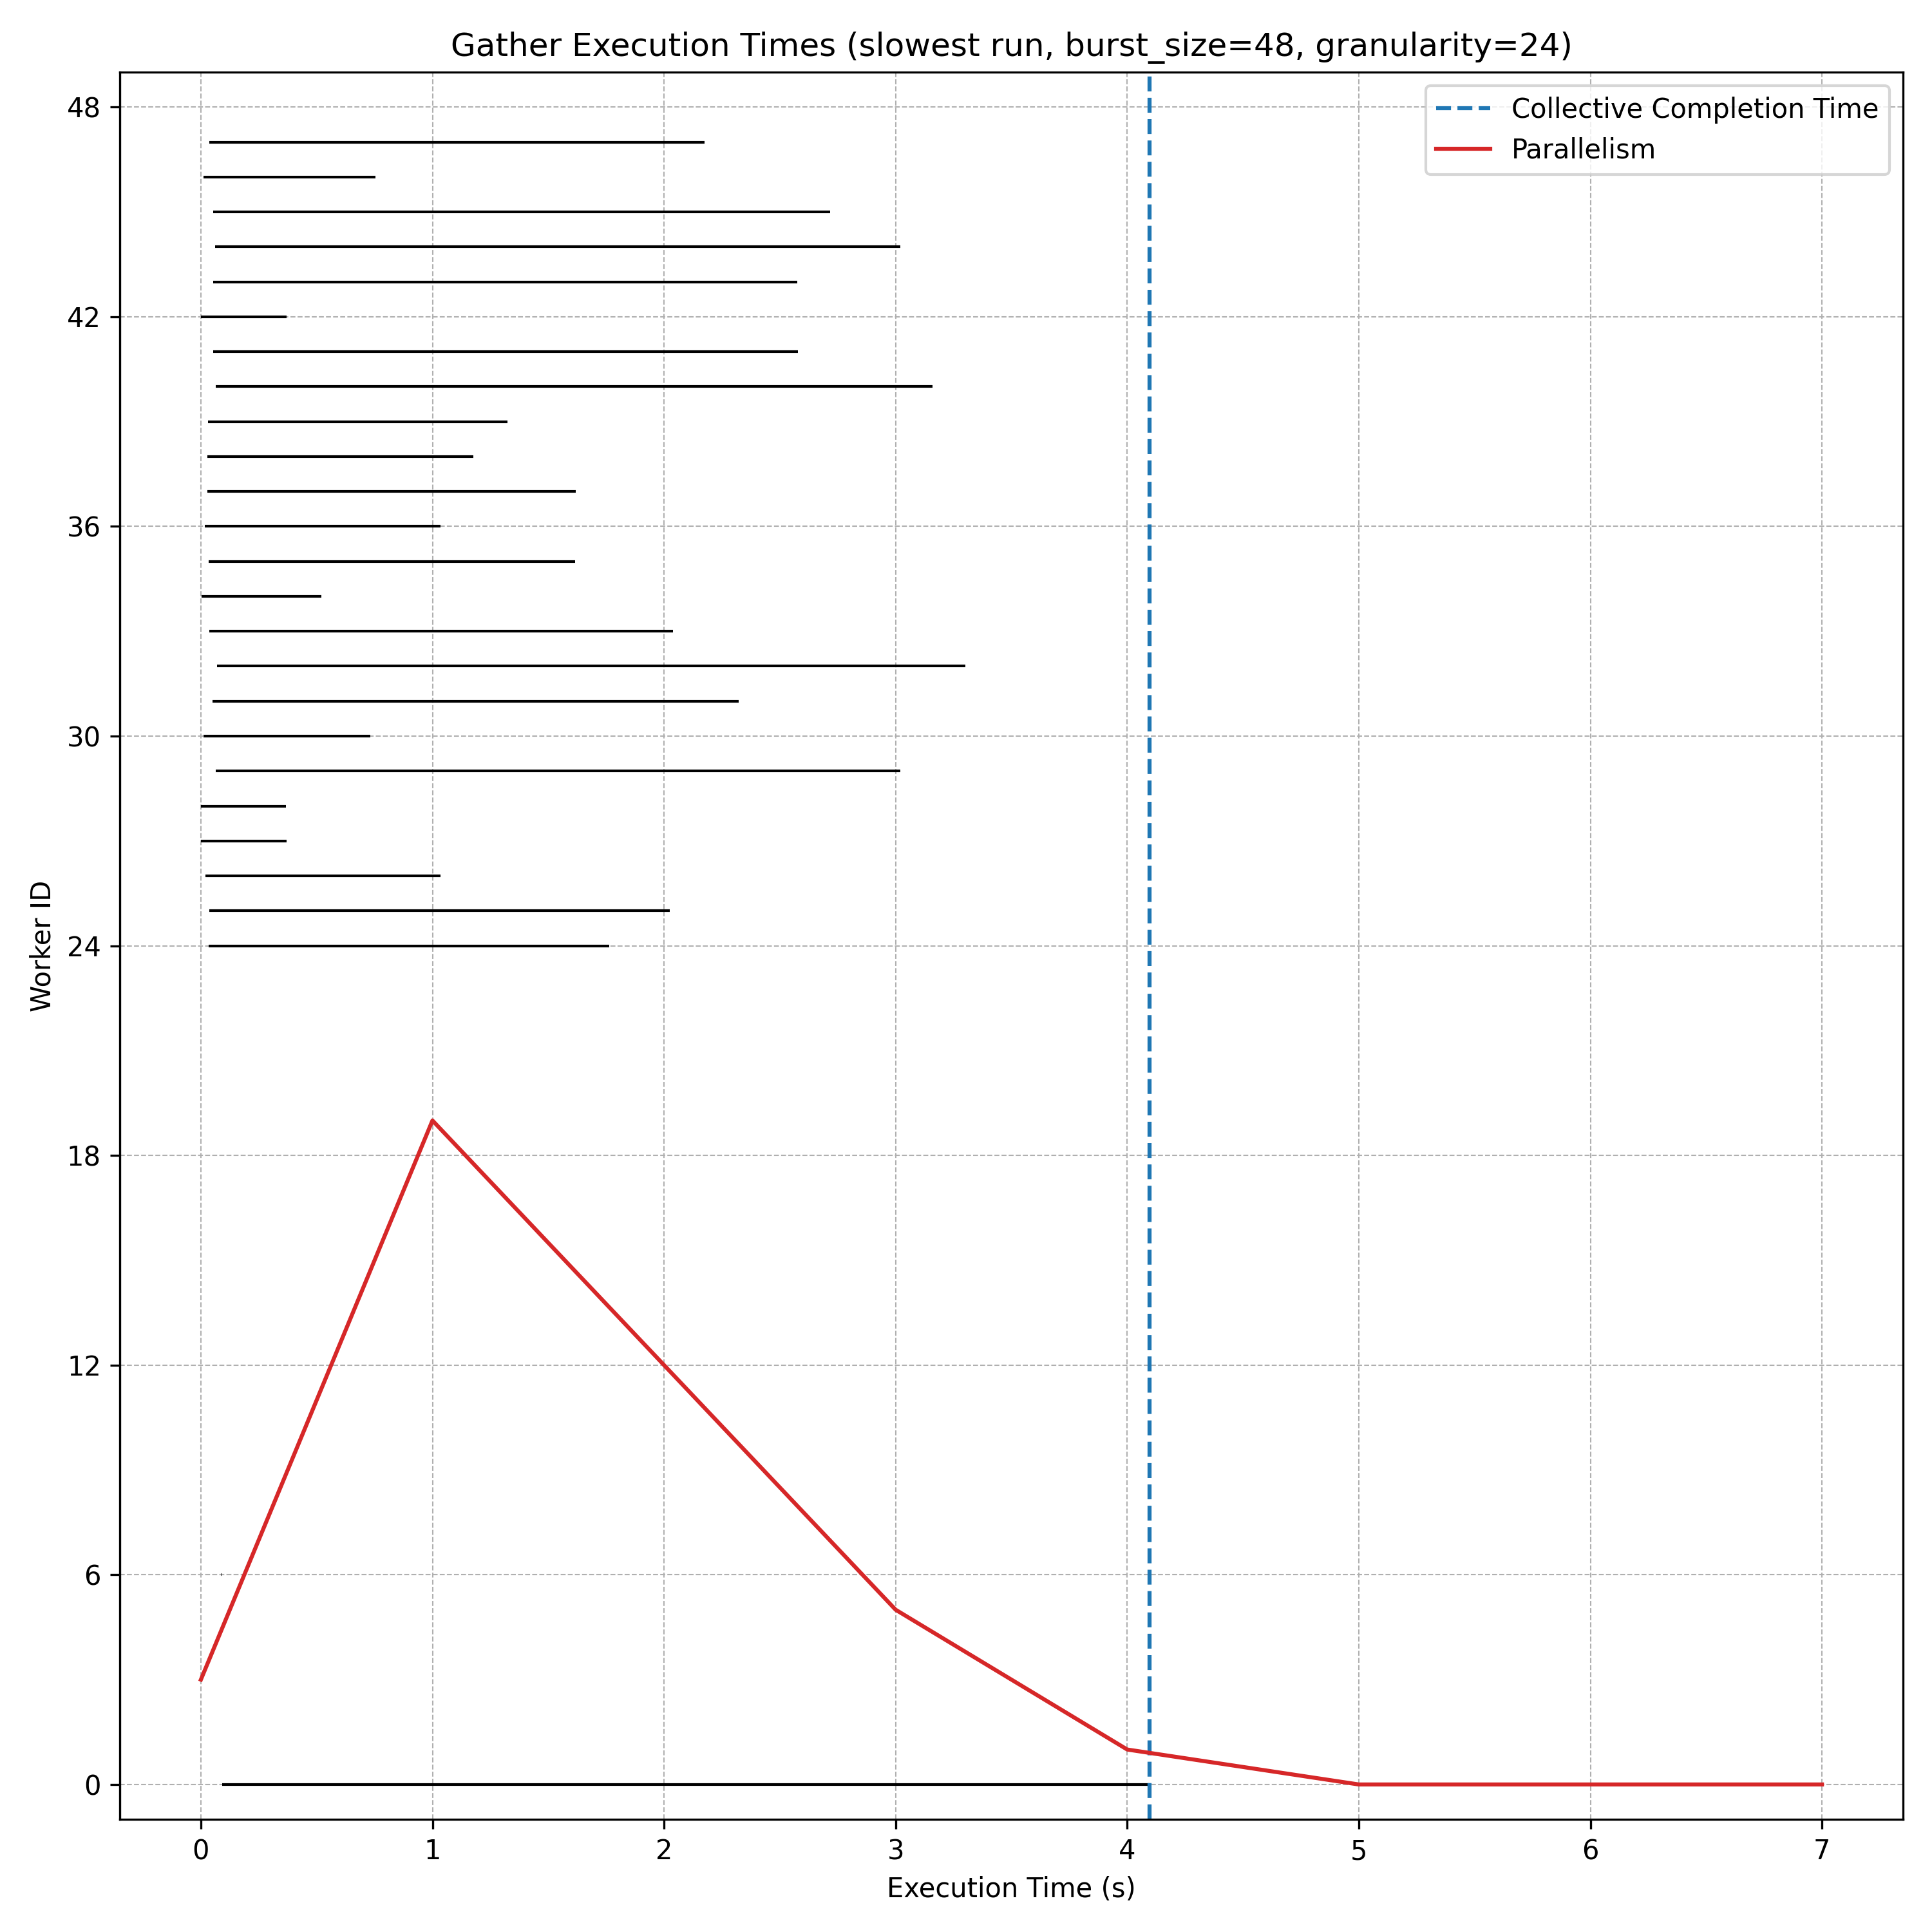 Gather Execution Times (slowest run, burst_size=48, granularity=24)
Collective Completion Time
Parallelism
48
42
36
30
24
18
12
6
0
Worker ID
0 1 2 3 4 5 6 7
Execution Time (s)